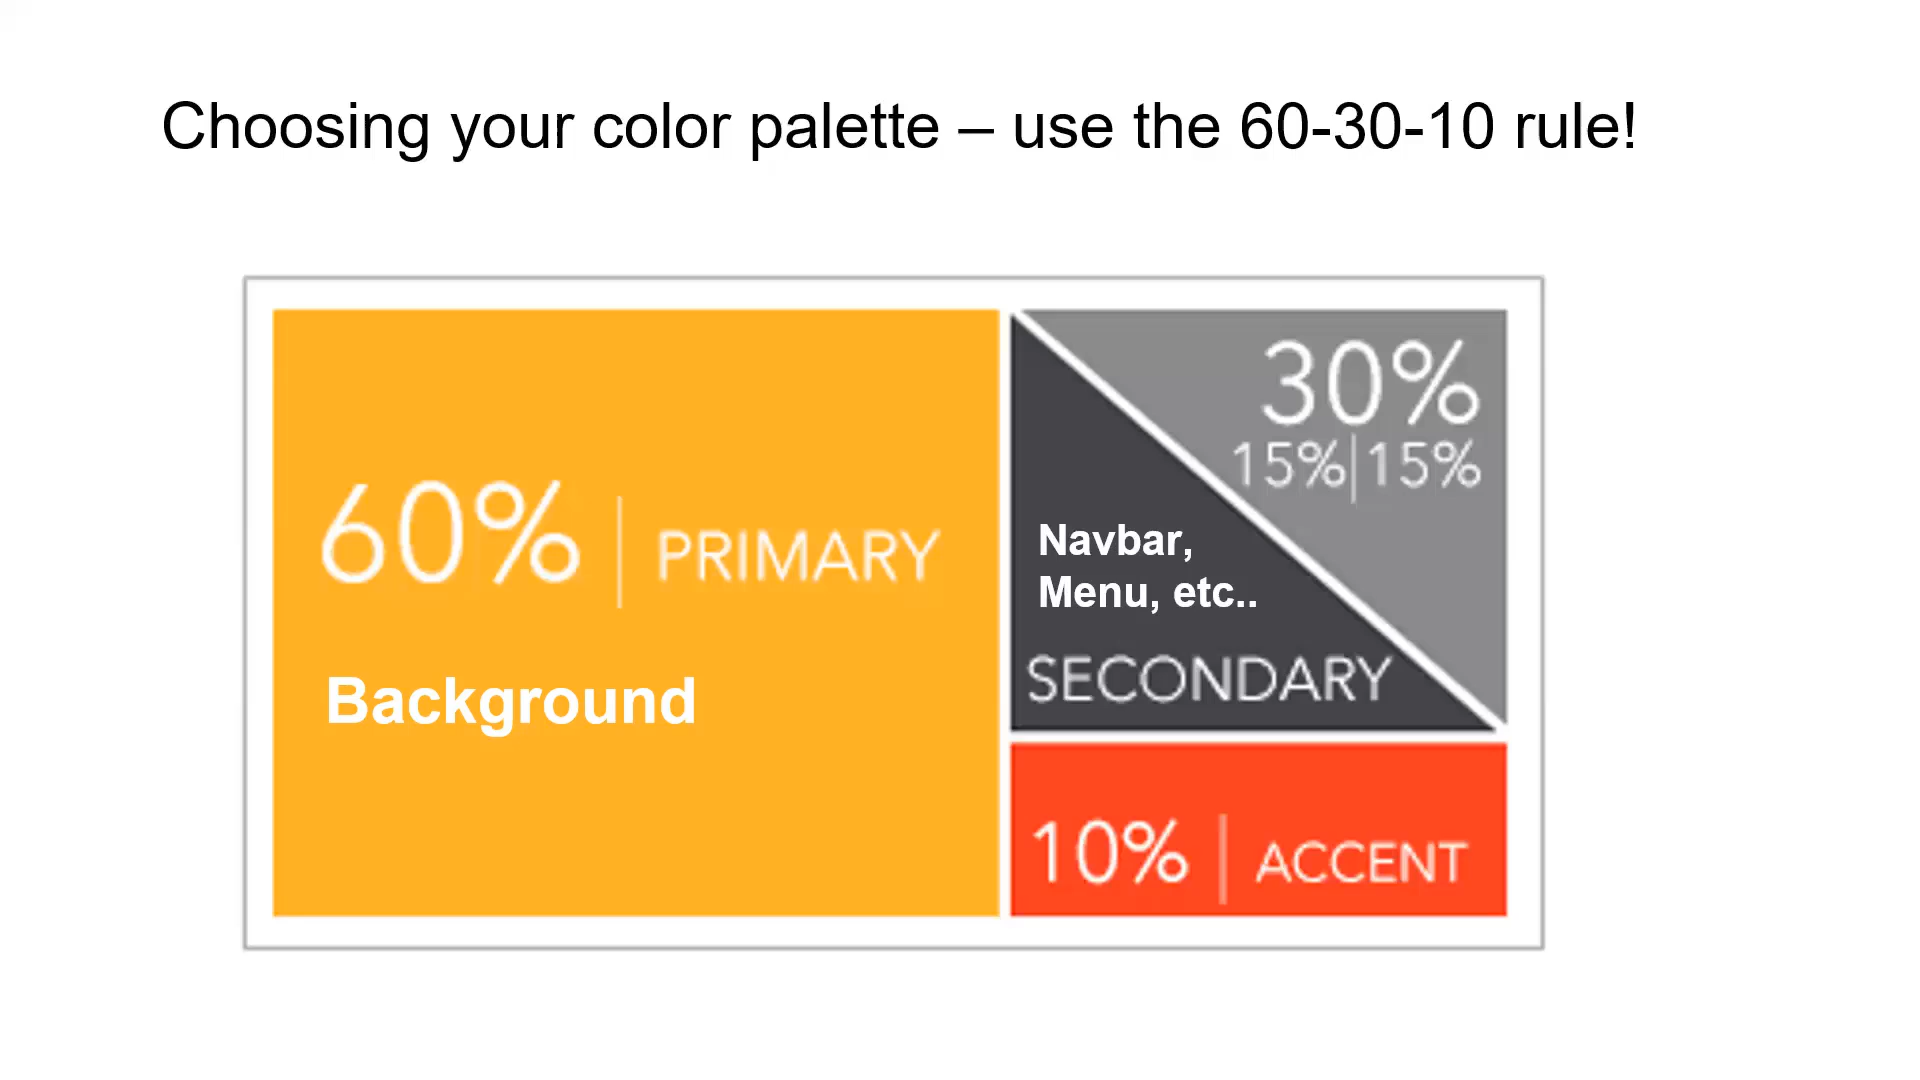 Choosing your color palette – use the 60-30-10 rule!
60% | PRIMARY
Background
30%
15%|15%
Navbar,
Menu, etc..
SECONDARY
10% | ACCENT